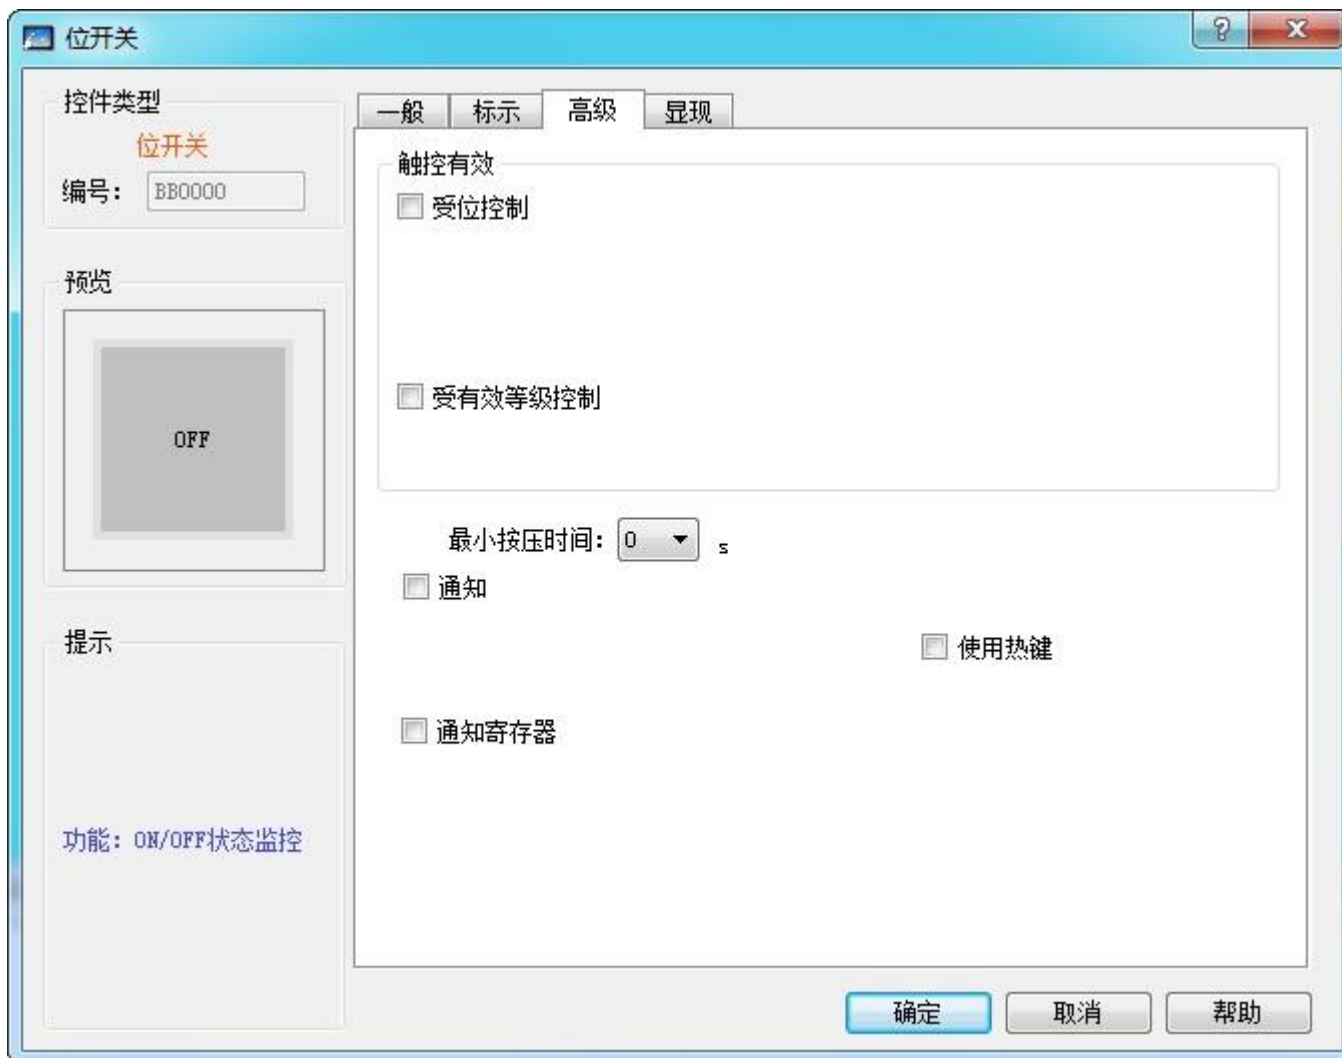 位开关
?
X
控件类型
位开关
编号: BB0000
预览
OFF
提示
功能: ON/OFF状态监控
一般 标示 高级 显现
触控有效
受位控制
受有效等级控制
最小按压时间: 0 s
通知
使用热键
通知寄存器
确定 取消 帮助